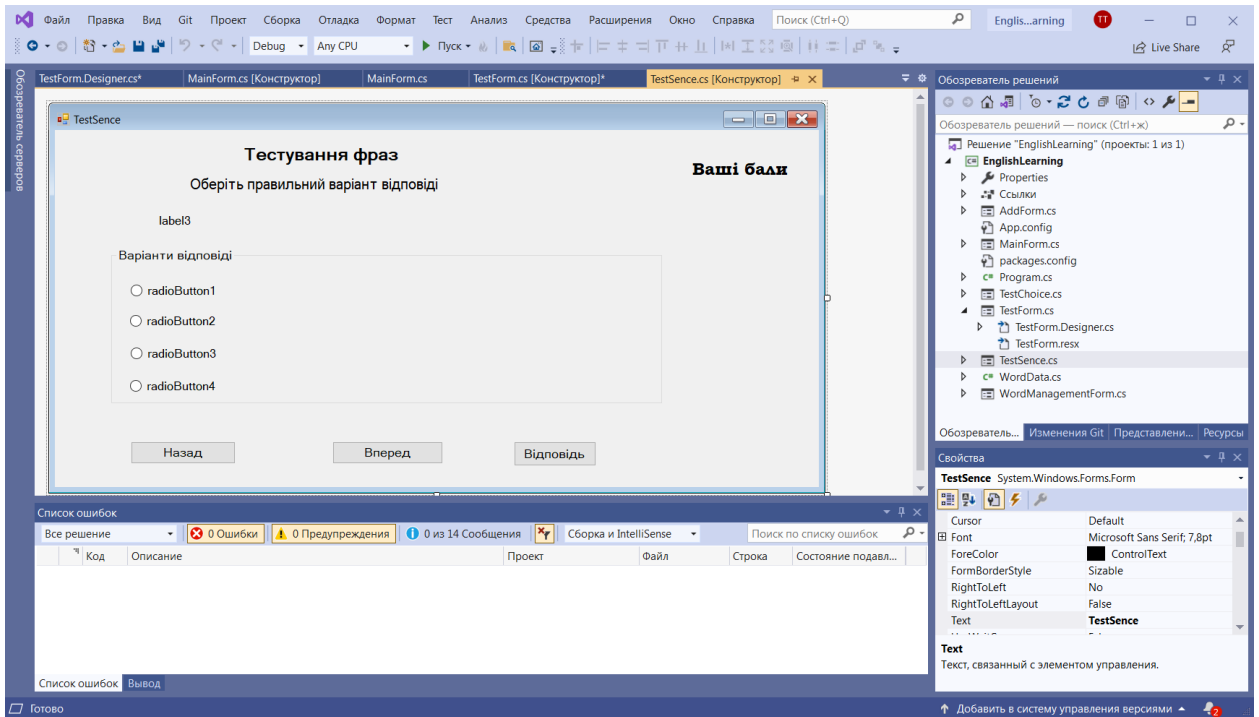 Файл Правка Вид Git Проект Сборка Отладка Формат Тест Анализ Средства Расширения Окно Справка Поиск (Ctrl+Q) Englis...arning TT
Debug Any CPU Пуск Live Share
Обозреватель серверов
TestForm.Designer.cs* MainForm.cs [Конструктор] MainForm.cs TestForm.cs [Конструктор]* TestSence.cs [Конструктор]
TestSence
Тестування фраз
Ваші бали
Оберіть правильний варіант відповіді
label3
Варіанти відповіді
radioButton1
radioButton2
radioButton3
radioButton4
Назад Вперед Відповідь
Список ошибок
Все решение 0 Ошибки 0 Предупреждения 0 из 14 Сообщения Сборка и IntelliSense Поиск по списку ошибок
Код Описание Проект Файл Строка Состояние подавл...
Список ошибок Вывод
Обозреватель решений
Обозреватель решений — поиск (Ctrl+ж)
Решение "EnglishLearning" (проекты: 1 из 1)
EnglishLearning
Properties
Ссылки
AddForm.cs
App.config
MainForm.cs
packages.config
Program.cs
TestChoice.cs
TestForm.cs
TestForm.Designer.cs
TestForm.resx
TestSence.cs
WordData.cs
WordManagementForm.cs
Обозреватель... Изменения Git Представлени... Ресурсы
Свойства
TestSence System.Windows.Forms.Form
Cursor Default
Font Microsoft Sans Serif; 7,8pt
ForeColor ControlText
FormBorderStyle Sizable
RightToLeft No
RightToLeftLayout False
Text TestSence
Text
Текст, связанный с элементом управления.
Готово Добавить в систему управления версиями 2